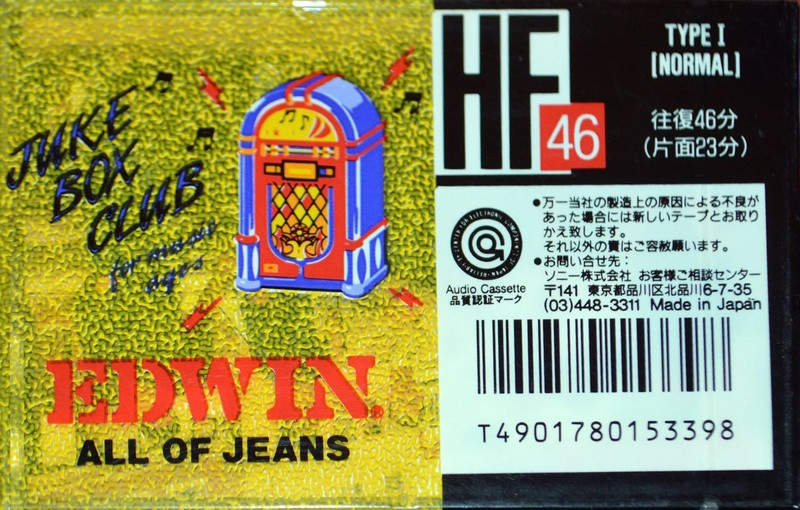 JUKE
BOX
CLUB
for music
ages
EDWIN.
ALL OF JEANS
HF
46
TYPE I
[NORMAL]
往復46分
(片面23分)
●万一当社の製造上の原因による不良が
あった場合には新しいテープとお取り
かえ致します。
それ以外の責はご容赦願います。
●お問い合せ先：
ソニー株式会社 お客様ご相談センター
〒141 東京都品川区北品川6-7-35
(03)448-3311 Made in Japan
Audio Cassette
品質認証マーク
T4901780153398